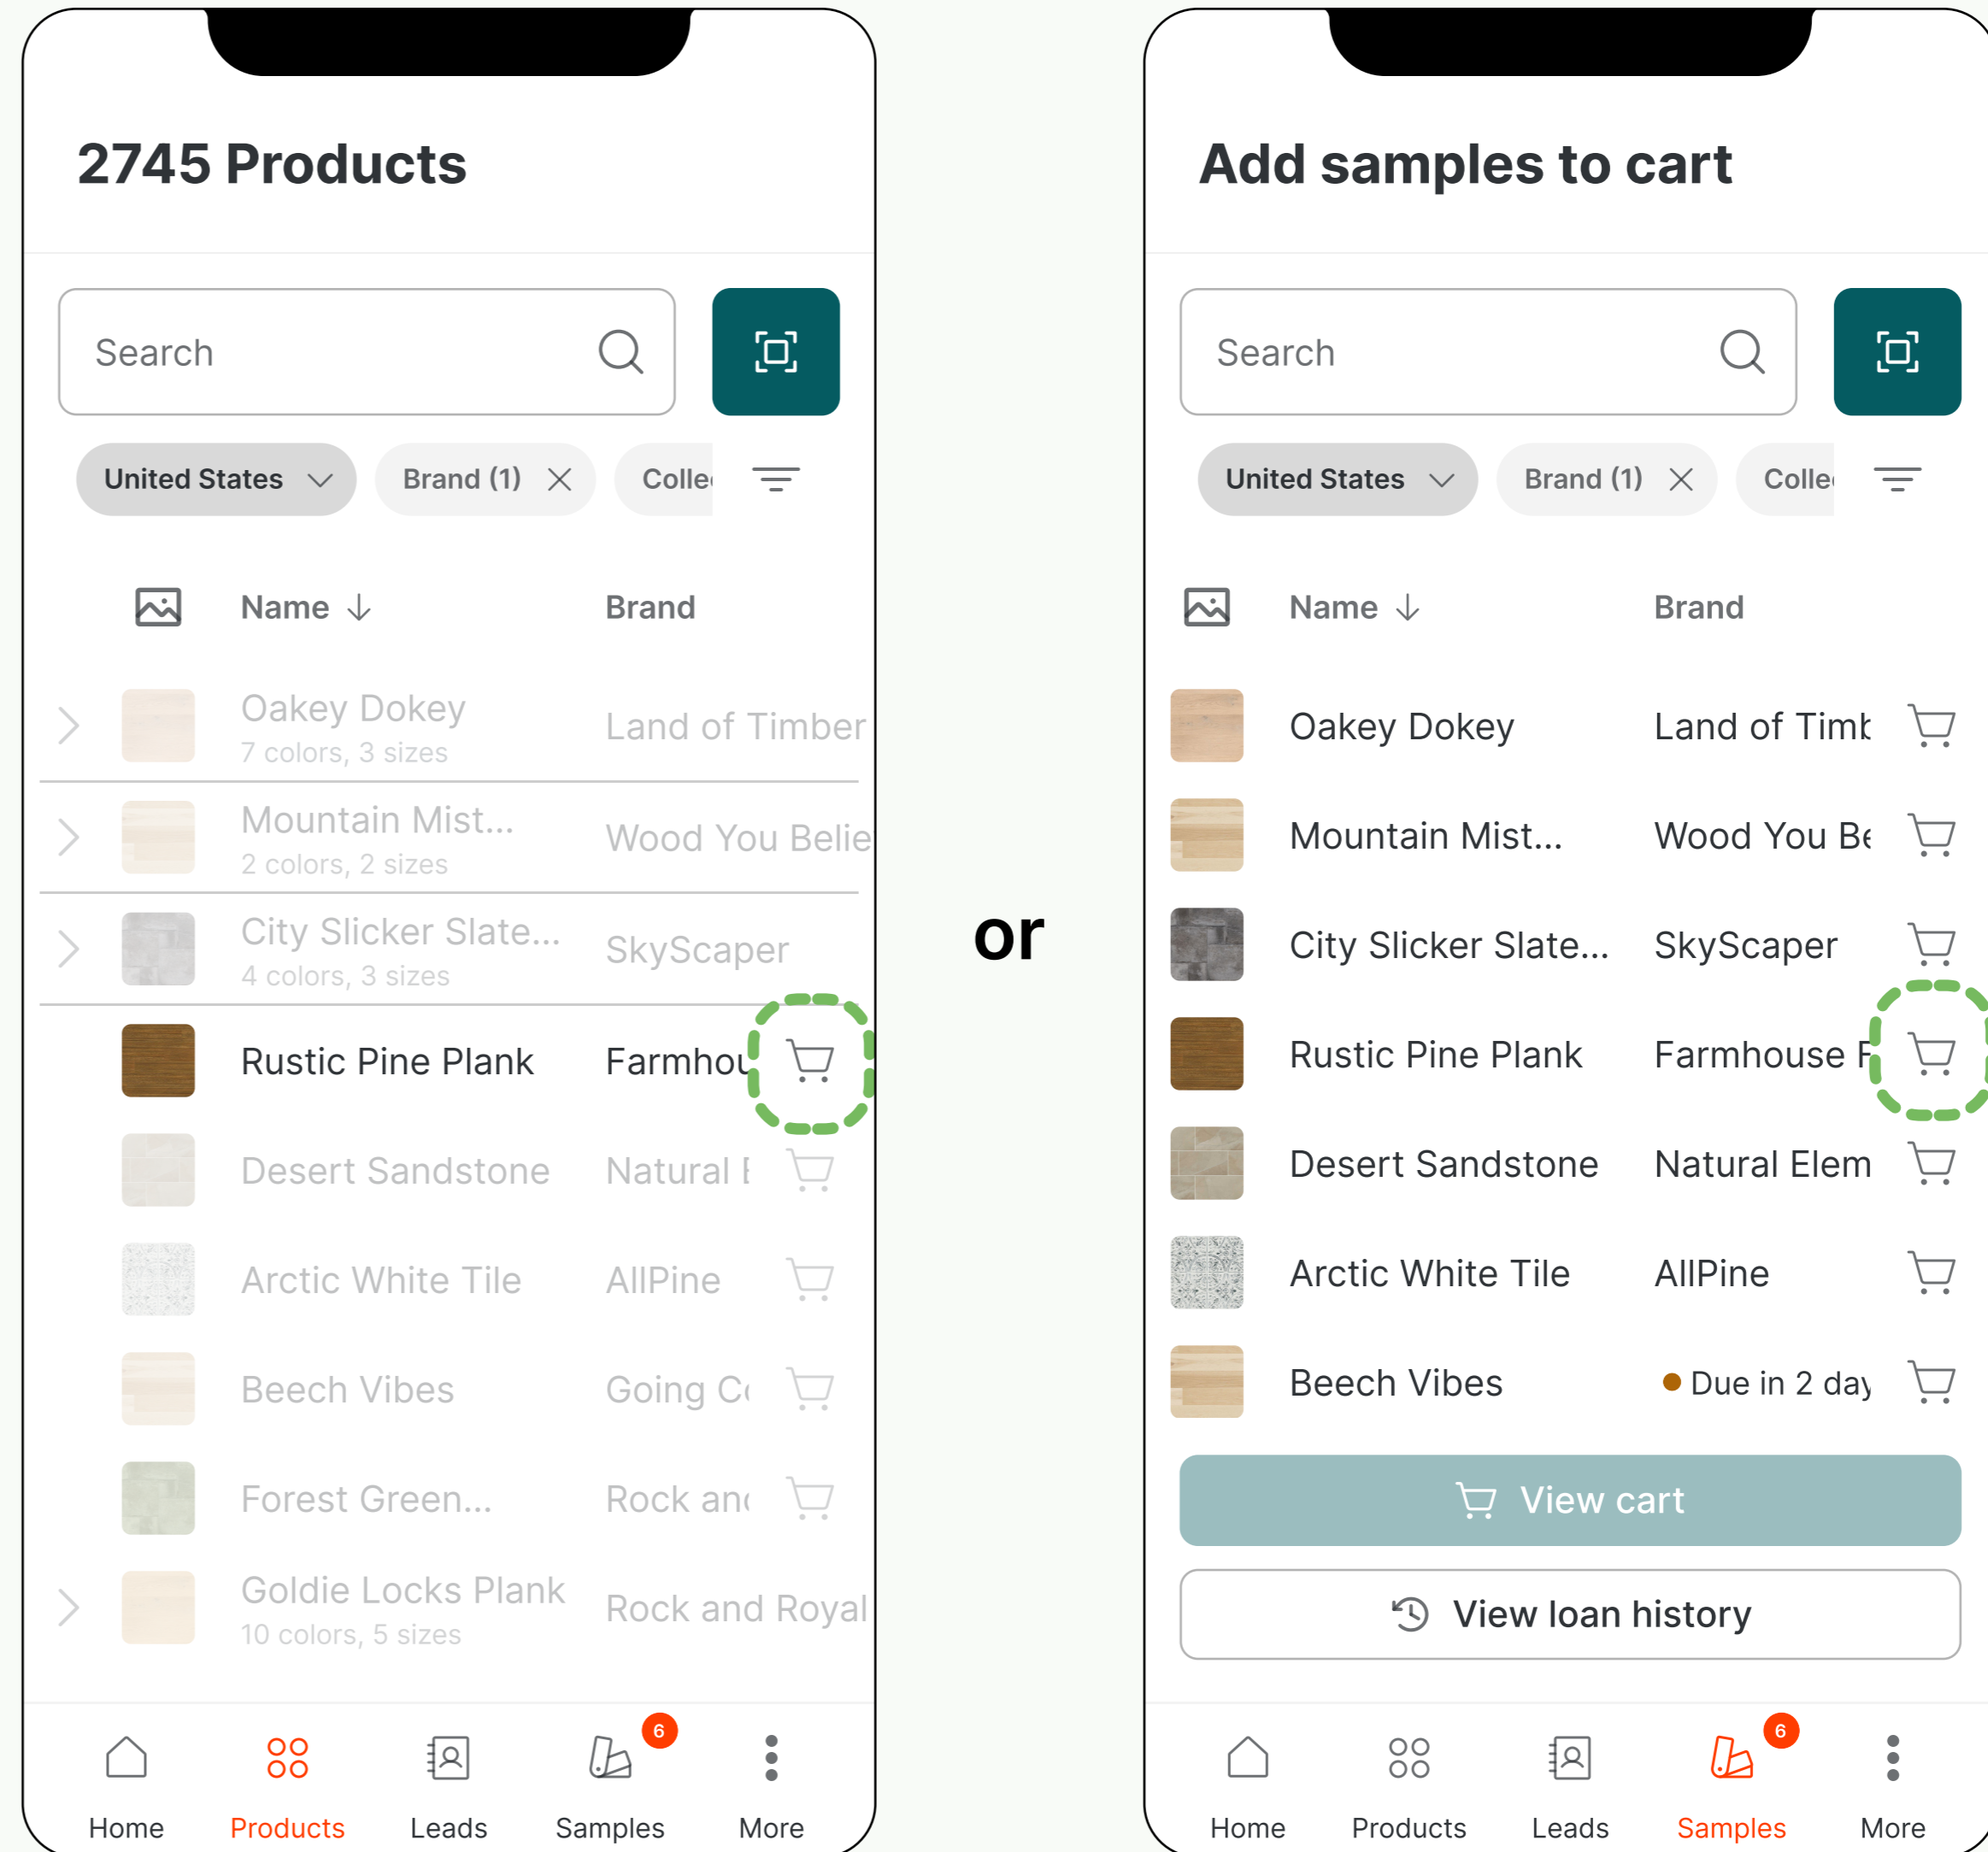 2745 Products
Search
United States
Brand (1)
Colle
Name
Brand
Oakey Dokey
7 colors, 3 sizes
Land of Timber
Mountain Mist...
2 colors, 2 sizes
Wood You Belie
City Slicker Slate...
4 colors, 3 sizes
SkyScaper
Rustic Pine Plank
Farmhou
Desert Sandstone
Natural
Arctic White Tile
AllPine
Beech Vibes
Going Co
Forest Green...
Rock and
Goldie Locks Plank
10 colors, 5 sizes
Rock and Royal
6
Home
Products
Leads
Samples
More
or
Add samples to cart
Search
United States
Brand (1)
Colle
Name
Brand
Oakey Dokey
Land of Timb
Mountain Mist...
Wood You Be
City Slicker Slate...
SkyScaper
Rustic Pine Plank
Farmhouse
Desert Sandstone
Natural Elem
Arctic White Tile
AllPine
Beech Vibes
Due in 2 day
View cart
View loan history
6
Home
Products
Leads
Samples
More